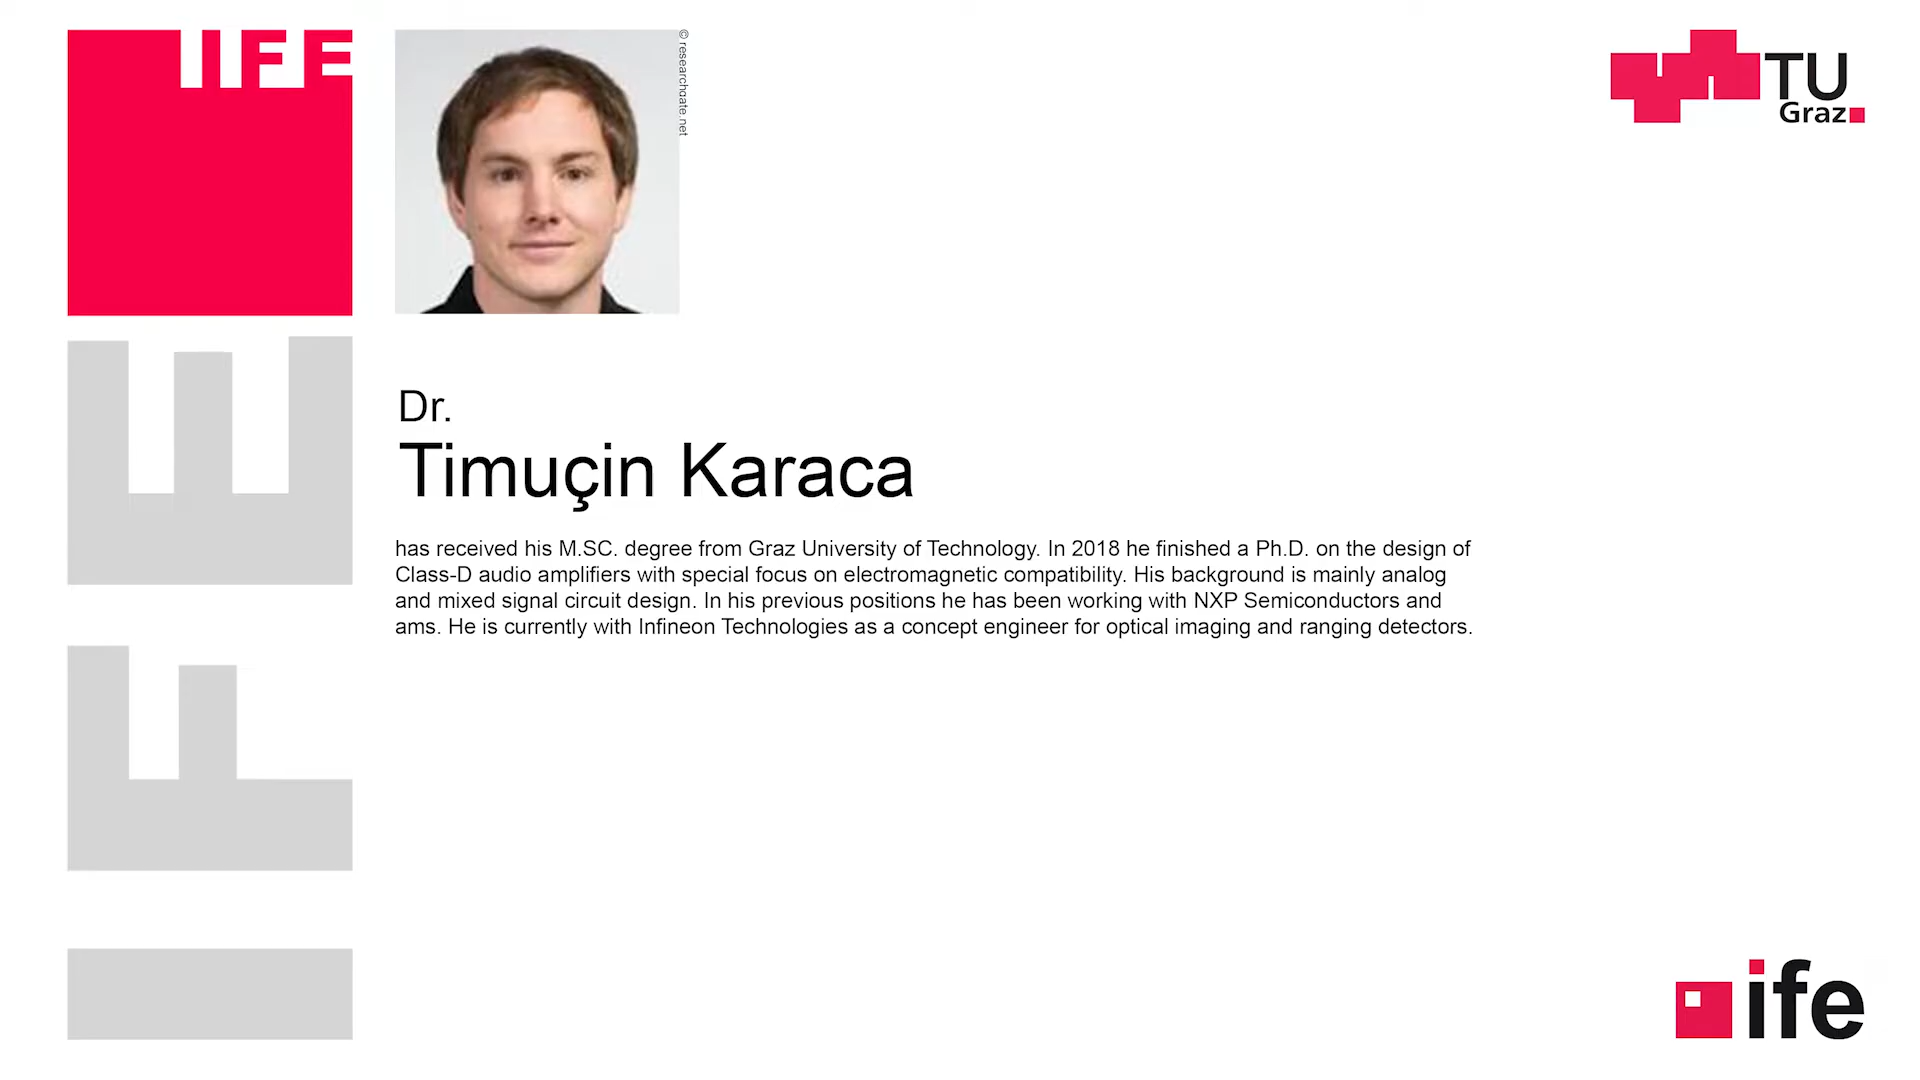 IIFE
© researchgate.net
TU
Graz
Dr.
Timuçin Karaca
has received his M.SC. degree from Graz University of Technology. In 2018 he finished a Ph.D. on the design of
Class-D audio amplifiers with special focus on electromagnetic compatibility. His background is mainly analog
and mixed signal circuit design. In his previous positions he has been working with NXP Semiconductors and
ams. He is currently with Infineon Technologies as a concept engineer for optical imaging and ranging detectors.
IFE
ife